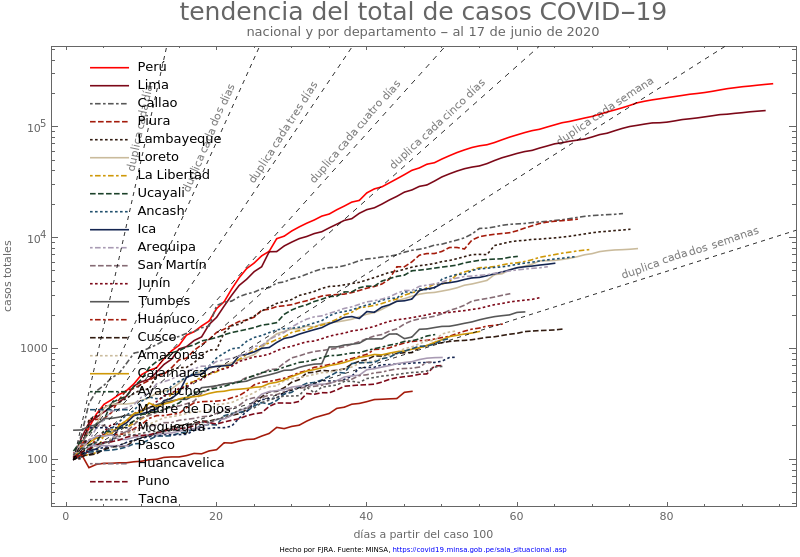 tendencia del total de casos COVID–19
nacional y por departamento – al 17 de junio de 2020
Perú
Lima
Callao
Piura
Lambayeque
Loreto
La Libertad
Ucayali
Ancash
Ica
Arequipa
San Martín
Junín
Tumbes
Huánuco
Cusco
Amazonas
Cajamarca
Ayacucho
Madre de Dios
Moquegua
Pasco
Huancavelica
Puno
Tacna
duplica cada día
duplica cada dos días
duplica cada tres días
duplica cada cuatro días
duplica cada cinco días
duplica cada semana
duplica cada dos semanas
casos totales
10^5
10^4
1000
100
0 20 40 60 80
días a partir del caso 100
Hecho por FJRA. Fuente: MINSA, https://covid19.minsa.gob.pe/sala_situacional.asp